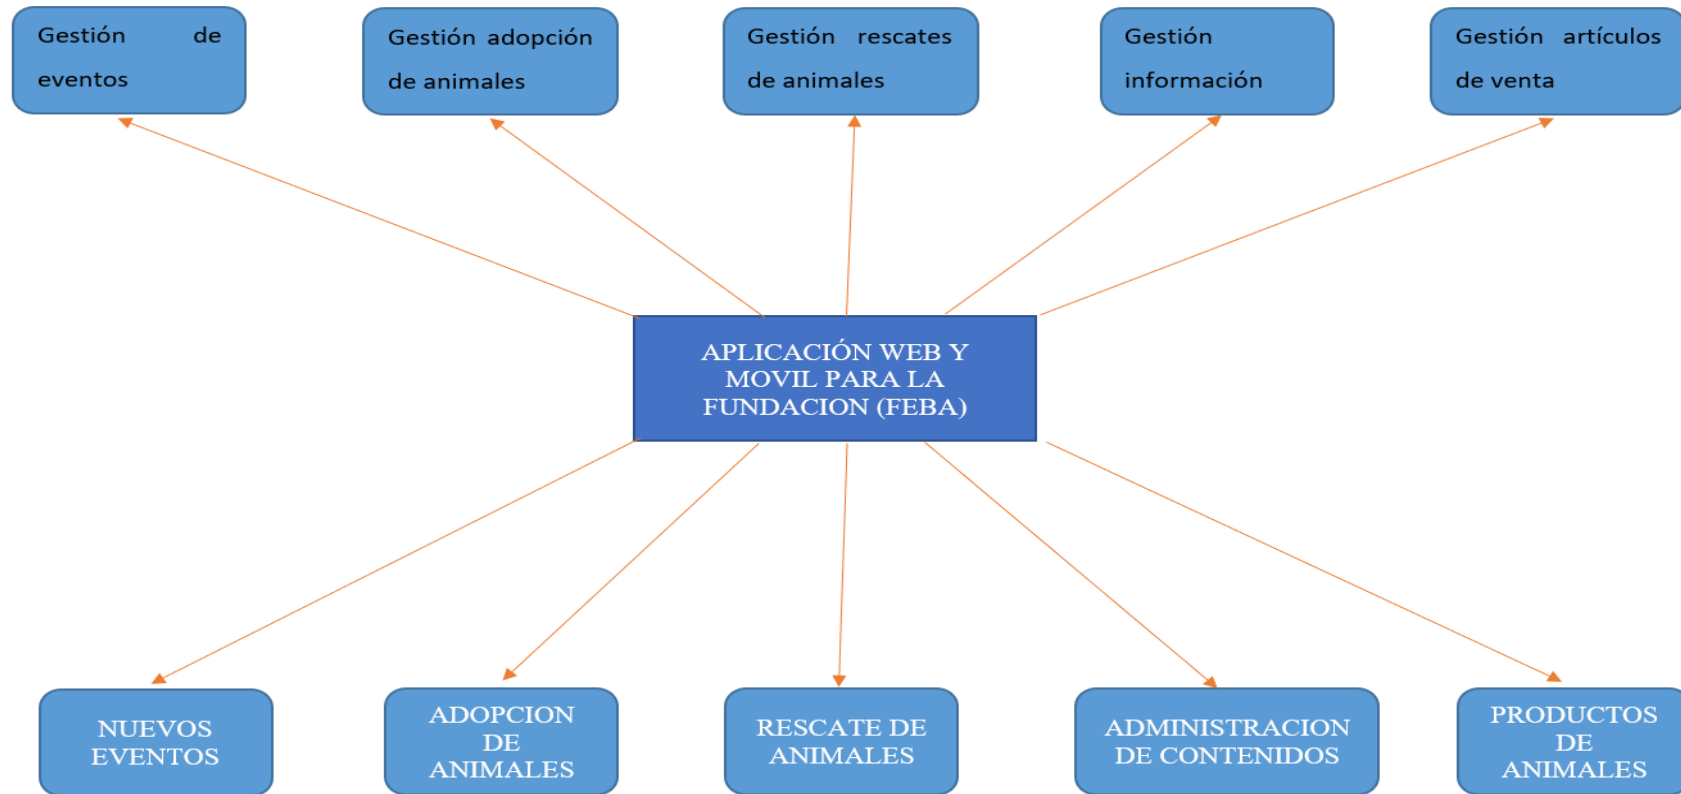 Gestión de
eventos
Gestión adopción
de animales
Gestión rescates
de animales
Gestión
información
Gestión artículos
de venta
APLICACIÓN WEB Y
MOVIL PARA LA
FUNDACION (FEBA)
NUEVOS
EVENTOS
ADOPCION
DE
ANIMALES
RESCATE DE
ANIMALES
ADMINISTRACION
DE CONTENIDOS
PRODUCTOS
DE
ANIMALES